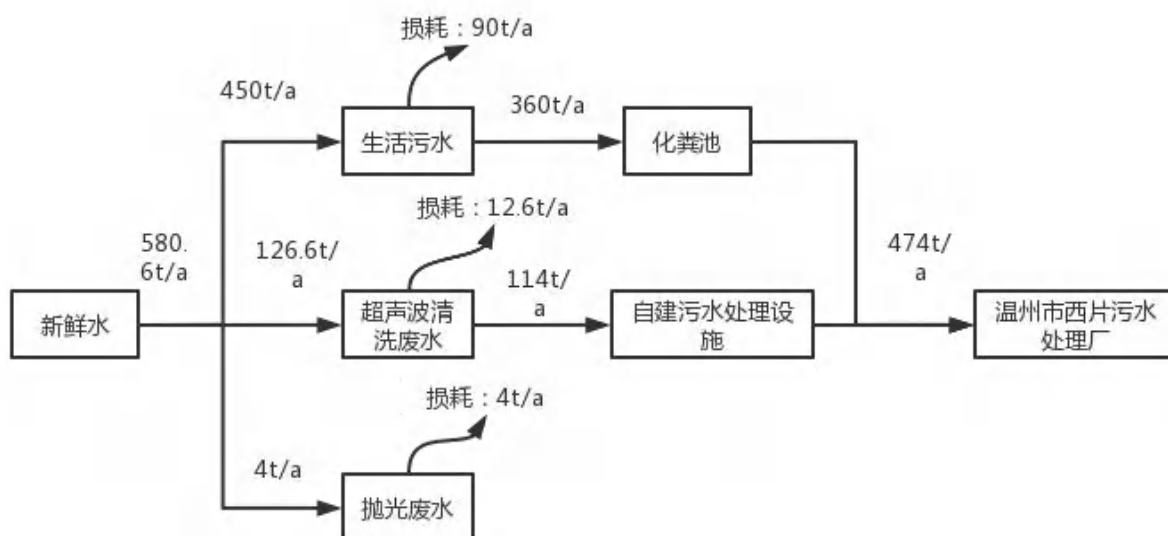 损耗：90t/a
450t/a
360t/a
生活污水
化粪池
损耗：12.6t/a
580.
6t/a
126.6t/
a
114t/
a
474t/
a
新鲜水
超声波清
洗废水
自建污水处理设
施
温州市西片污水
处理厂
损耗：4t/a
4t/a
抛光废水